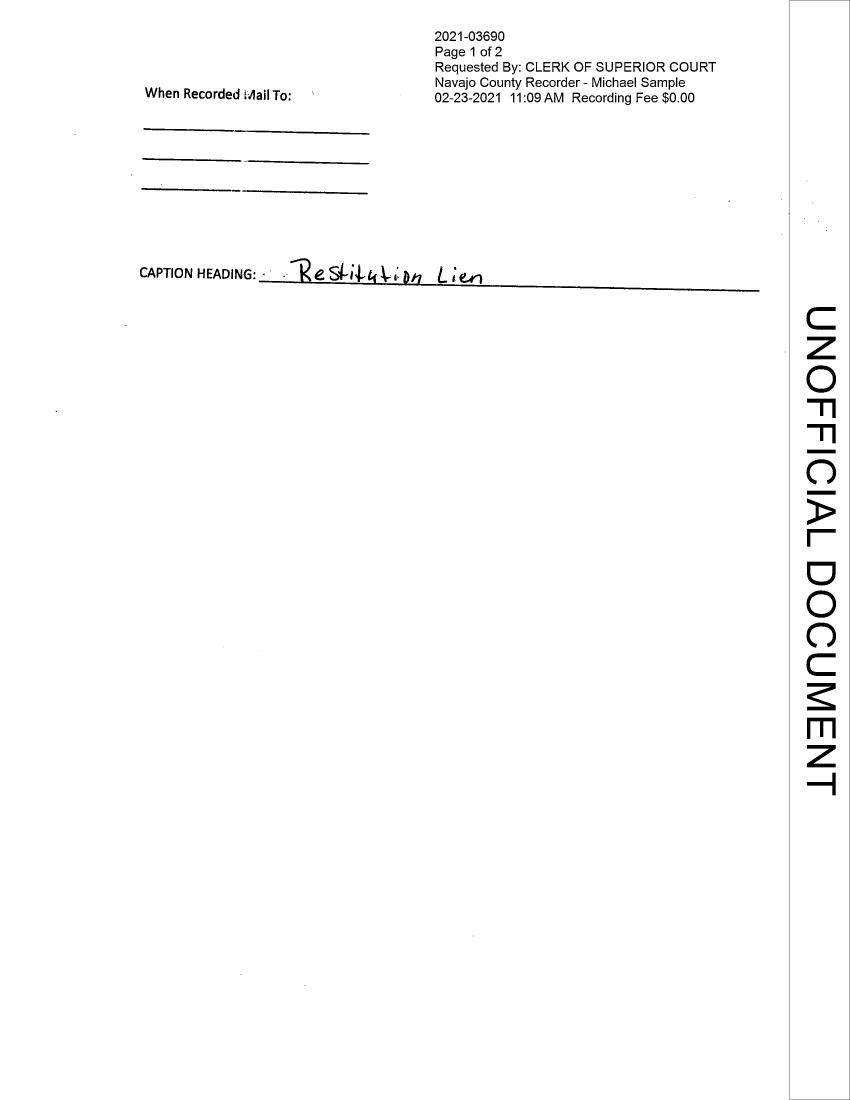 2021-03690
Page 1 of 2
Requested By: CLERK OF SUPERIOR COURT
Navajo County Recorder - Michael Sample
02-23-2021 11:09 AM Recording Fee $0.00
When Recorded Mail To:
CAPTION HEADING: Restitution Lien
UNOFFICIAL DOCUMENT